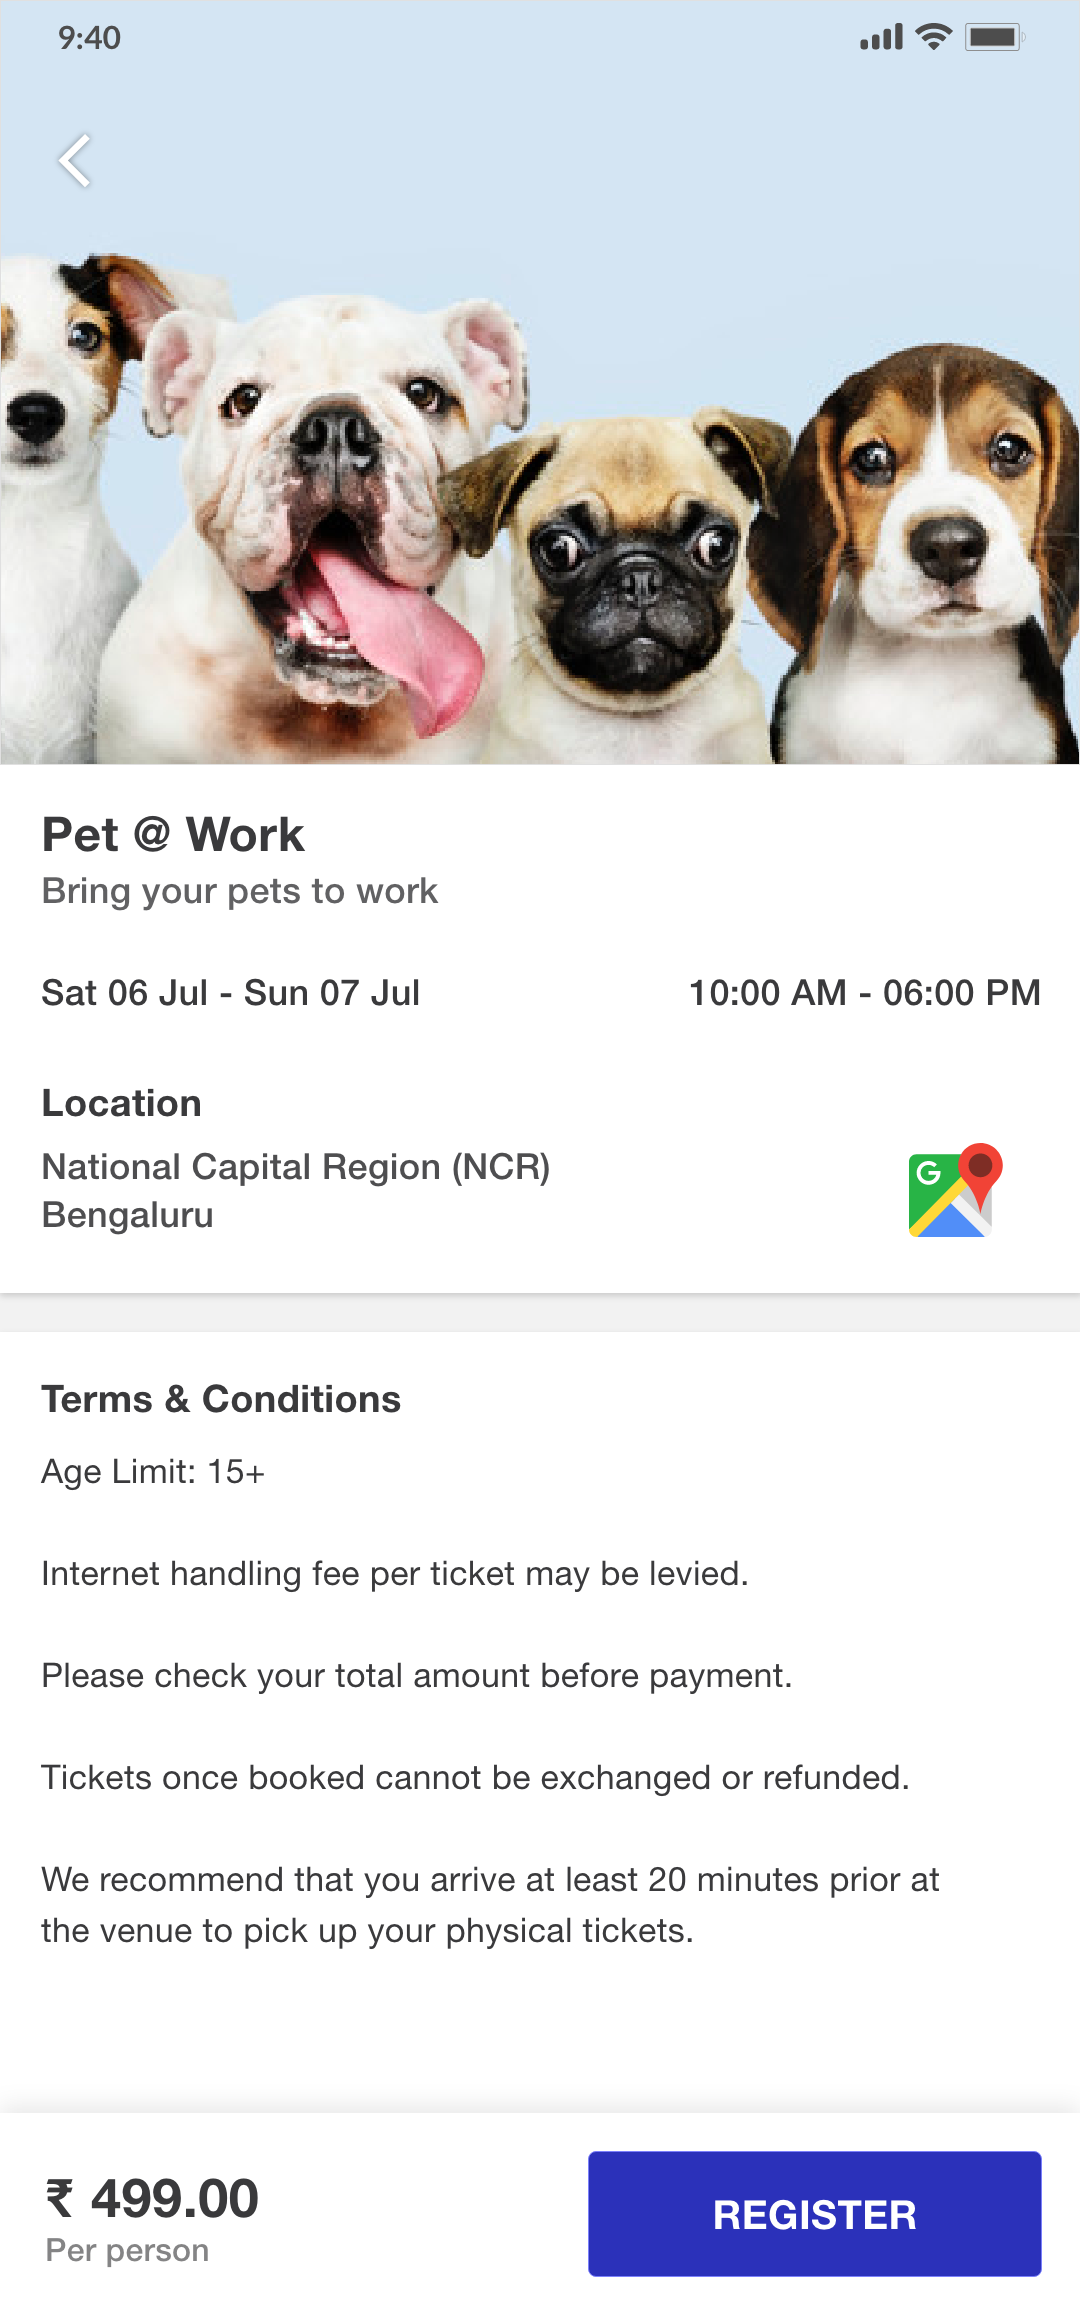 9:40
Pet @ Work
Bring your pets to work
Sat 06 Jul - Sun 07 Jul
10:00 AM - 06:00 PM
Location
National Capital Region (NCR)
Bengaluru
G
Terms & Conditions
Age Limit: 15+
Internet handling fee per ticket may be levied.
Please check your total amount before payment.
Tickets once booked cannot be exchanged or refunded.
We recommend that you arrive at least 20 minutes prior at
the venue to pick up your physical tickets.
₹ 499.00
Per person
REGISTER